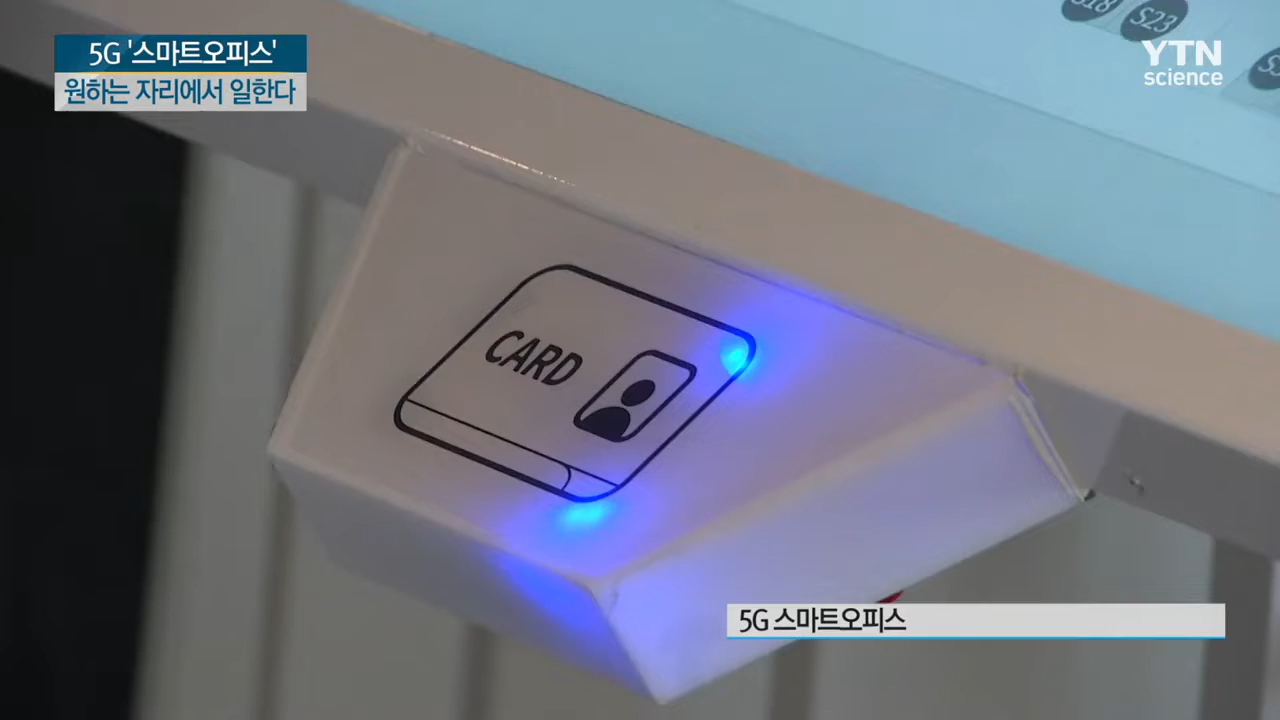 5G '스마트오피스'
원하는 자리에서 일한다
S18
S23
YTN
science
CARD
5G 스마트오피스